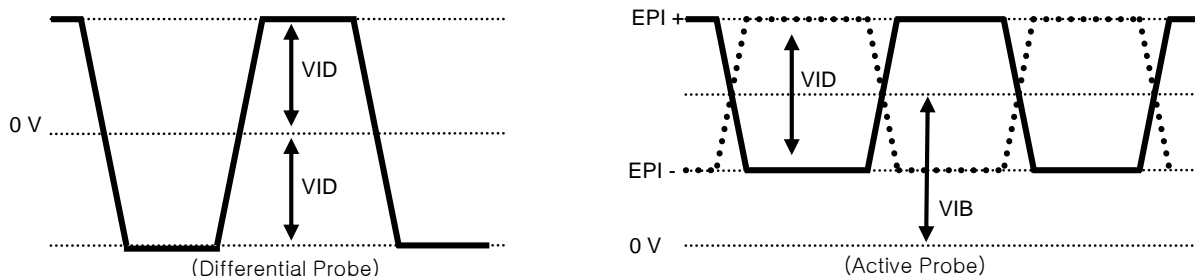 VID
0 V
VID
(Differential Probe)
EPI +
VID
EPI -
VIB
0 V
(Active Probe)